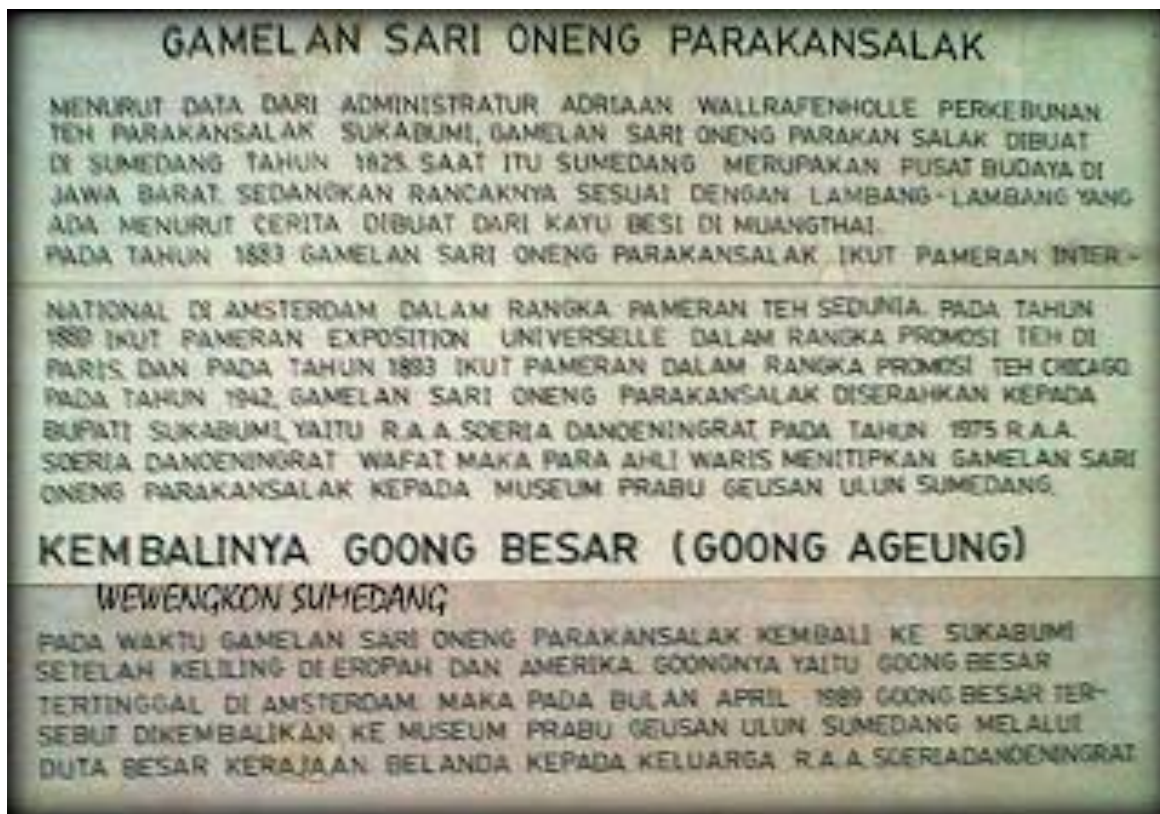 GAMELAN SARI ONENG PARAKANSALAK
MENURUT DATA DARI ADMINISTRATUR ADRIAAN WALLRAFENHOLLE PERKEBUNAN
TEH PARAKANSALAK SUKABUMI, GAMELAN SARI ONENG PARAKAN SALAK DIBUAT
DI SUMEDANG TAHUN 1825. SAAT ITU SUMEDANG MERUPAKAN PUSAT BUDAYA DI
JAWA BARAT. SEDANGKAN RANCAKNYA SESUAI DENGAN LAMBANG-LAMBANG YANG
ADA MENURUT CERITA DIBUAT DARI KAYU BESI DI MUANGTHAI.
PADA TAHUN 1883 GAMELAN SARI ONENG PARAKANSALAK IKUT PAMERAN INTER-
NATIONAL DI AMSTERDAM DALAM RANGKA PAMERAN TEH SEDUNIA. PADA TAHUN
IKUT PAMERAN EXPOSITION UNIVERSELLE DALAM RANGKA PROMOSI TEH DI
PARIS. DAN PADA TAHUN 1893 IKUT PAMERAN DALAM RANGKA PROMOSI TEH CHICAGO.
PADA TAHUN 1942, GAMELAN SARI ONENG PARAKANSALAK DISERAHKAN KEPADA
BUPATI SUKABUMI, YAITU R.A.A. SOERIA DANOENINGRAT. PADA TAHUN 1975 R.A.A.
SOERIA DANOENINGRAT WAFAT. MAKA PARA AHLI WARIS MENITIPKAN GAMELAN SARI
ONENG PARAKANSALAK KEPADA MUSEUM PRABU GEUSAN ULUN SUMEDANG.
KEMBALINYA GOONG BESAR (GOONG AGEUNG)
WEWENGKON SUMEDANG
PADA WAKTU GAMELAN SARI ONENG PARAKANSALAK KEMBALI KE SUKABUMI
SETELAH KELILING DI EROPAH DAN AMERIKA. GOONGNYA YAITU GOONG BESAR
TERTINGGAL DI AMSTERDAM. MAKA PADA BULAN APRIL 1989 GOONG BESAR TER-
SEBUT DIKEMBALIKAN KE MUSEUM PRABU GEUSAN ULUN SUMEDANG MELALUI
DUTA BESAR KERAJAAN BELANDA KEPADA KELUARGA R.A.A. SOERIADANOENINGRAT.